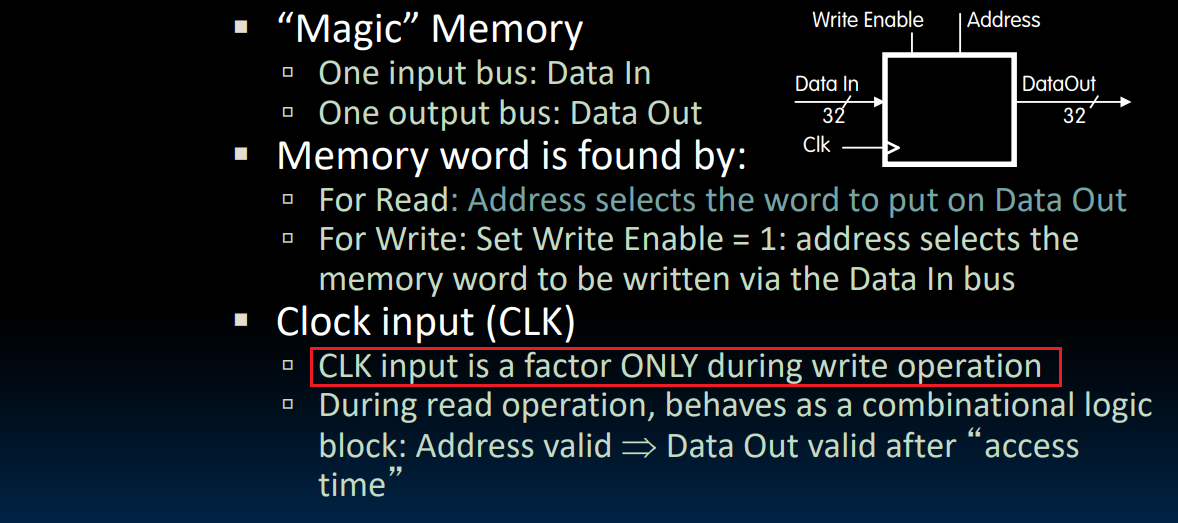 “Magic” Memory
One input bus: Data In
One output bus: Data Out
Memory word is found by:
For Read: Address selects the word to put on Data Out
For Write: Set Write Enable = 1: address selects the
memory word to be written via the Data In bus
Clock input (CLK)
CLK input is a factor ONLY during write operation
During read operation, behaves as a combinational logic
block: Address valid ⇒ Data Out valid after “access
time”
Write Enable
Address
Data In
32
DataOut
32
Clk